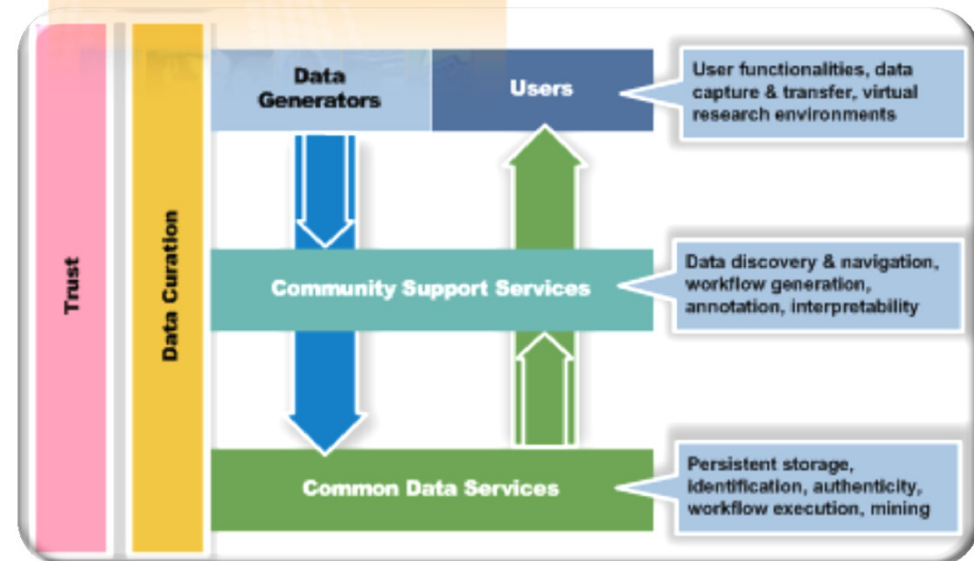 Trust
Data Curation
Data
Generators
Users
User functionalities, data
capture & transfer, virtual
research environments
Community Support Services
Data discovery & navigation,
workflow generation,
annotation, interpretability
Common Data Services
Persistent storage,
identification, authenticity,
workflow execution, mining